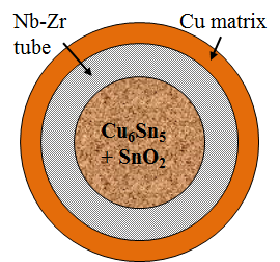 Nb-Zr
tube
Cu matrix
Cu₆Sn₅
+ SnO₂